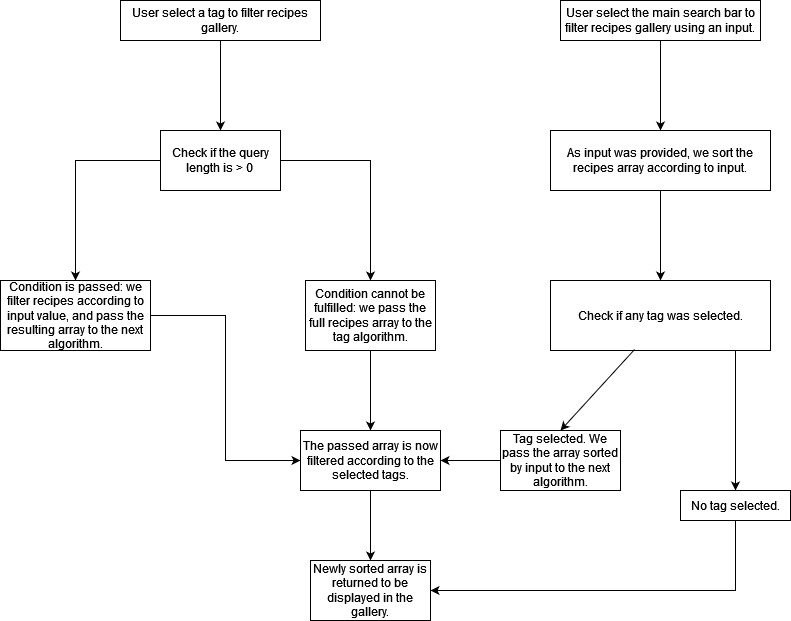 User select a tag to filter recipes
gallery.
User select the main search bar to
filter recipes gallery using an input.
Check if the query
length is > 0
As input was provided, we sort the
recipes array according to input.
Condition is passed: we
filter recipes according to
input value, and pass the
resulting array to the next
algorithm.
Condition cannot be
fulfilled: we pass the
full recipes array to the
tag algorithm.
Check if any tag was selected.
The passed array is now
filtered according to the
selected tags.
Tag selected. We
pass the array sorted
by input to the next
algorithm.
No tag selected.
Newly sorted array is
returned to be
displayed in the
gallery.